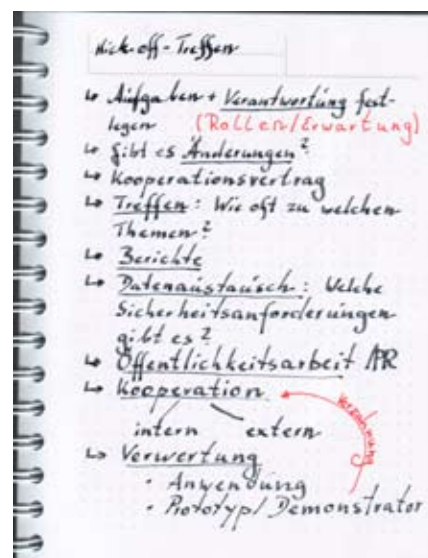 Kick-off-Treffen
↳ Aufgaben + Verantwortung fest-
legen (Rollen/Erwartung)
↳ Gibt es Änderungen?
↳ Kooperationsvertrag
↳ Treffen: Wie oft zu welchen
Themen?
↳ Berichte
↳ Datenaustausch: Welche
Sicherheitsanforderungen
gibt es?
↳ Öffentlichkeitsarbeit PR
↳ Kooperation
intern extern
Verzahnung
↳ Verwertung
• Anwendung
• Prototyp/Demonstrator